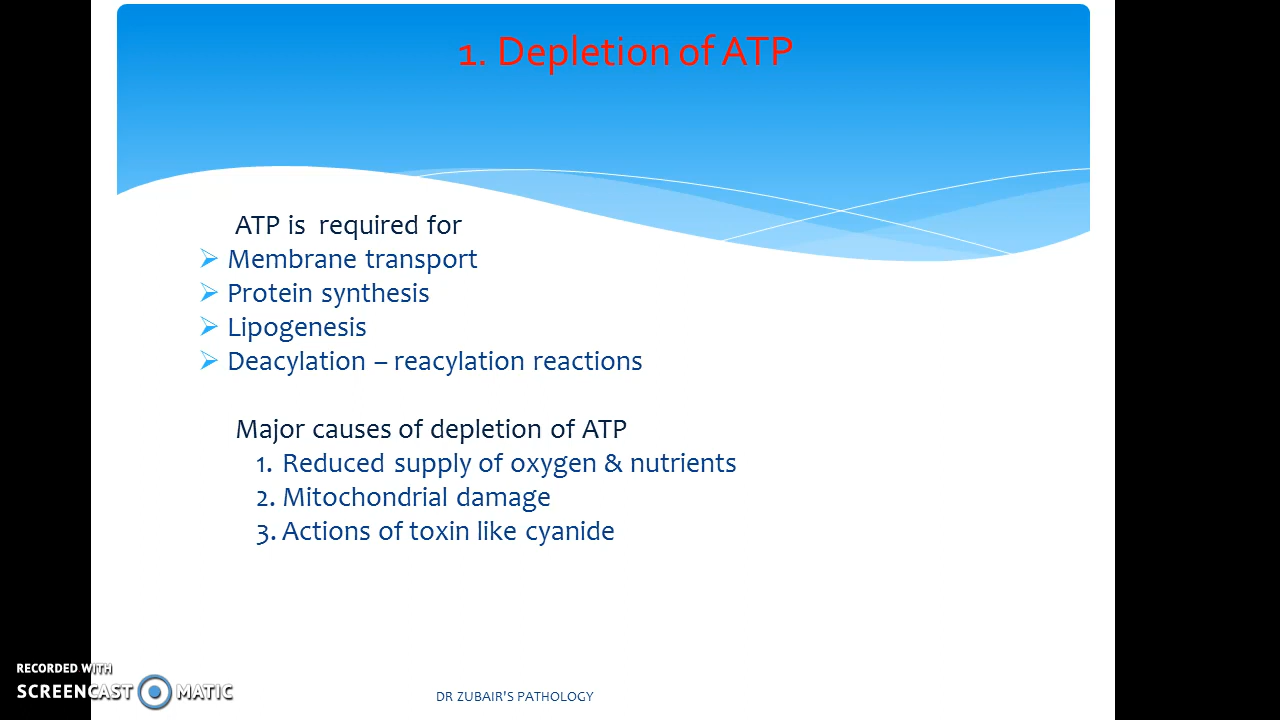 1. Depletion of ATP
ATP is required for
Membrane transport
Protein synthesis
Lipogenesis
Deacylation – reacylation reactions
Major causes of depletion of ATP
1. Reduced supply of oxygen & nutrients
2. Mitochondrial damage
3. Actions of toxin like cyanide
RECORDED WITH
SCREENCAST MATIC
DR ZUBAIR'S PATHOLOGY